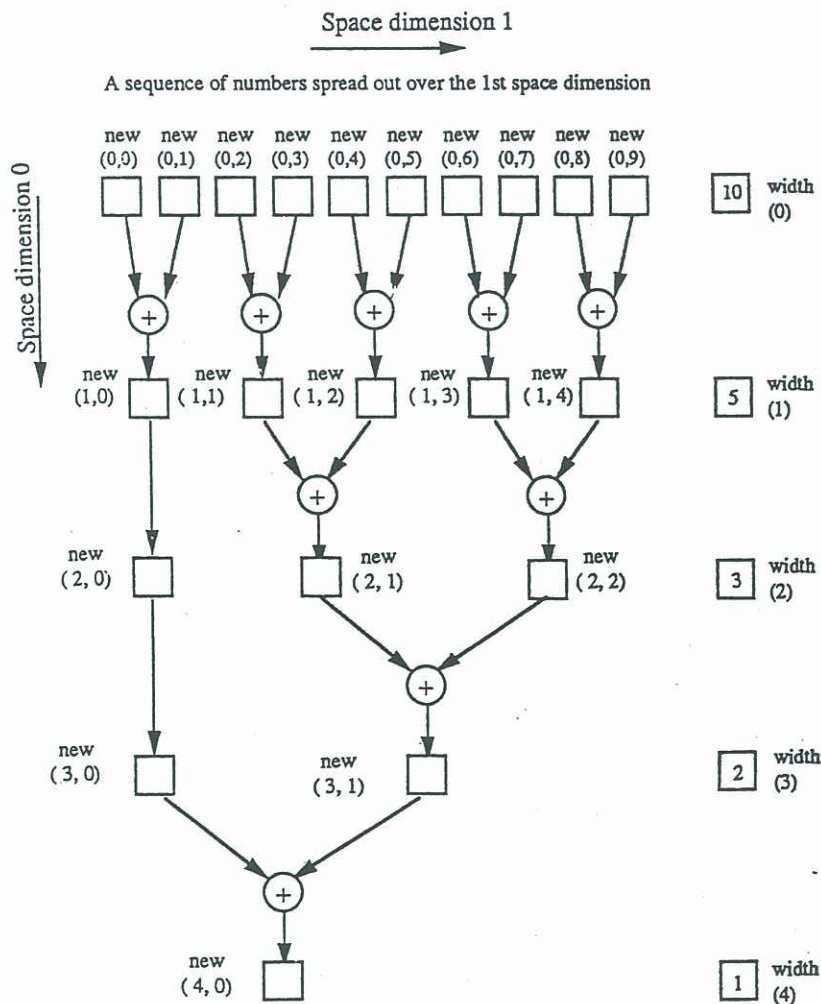 Space dimension 1
A sequence of numbers spread out over the 1st space dimension
Space dimension 0
new new new new new new new new new new
(0,0) (0,1) (0,2) (0,3) (0,4) (0,5) (0,6) (0,7) (0,8) (0,9)
10 width
(0)
+ + + + +
new new new new new
(1,0) (1,1) (1,2) (1,3) (1,4)
5 width
(1)
+ +
new new new
(2,0) (2,1) (2,2)
3 width
(2)
+
new new
(3,0) (3,1)
2 width
(3)
+
new
(4,0)
1 width
(4)